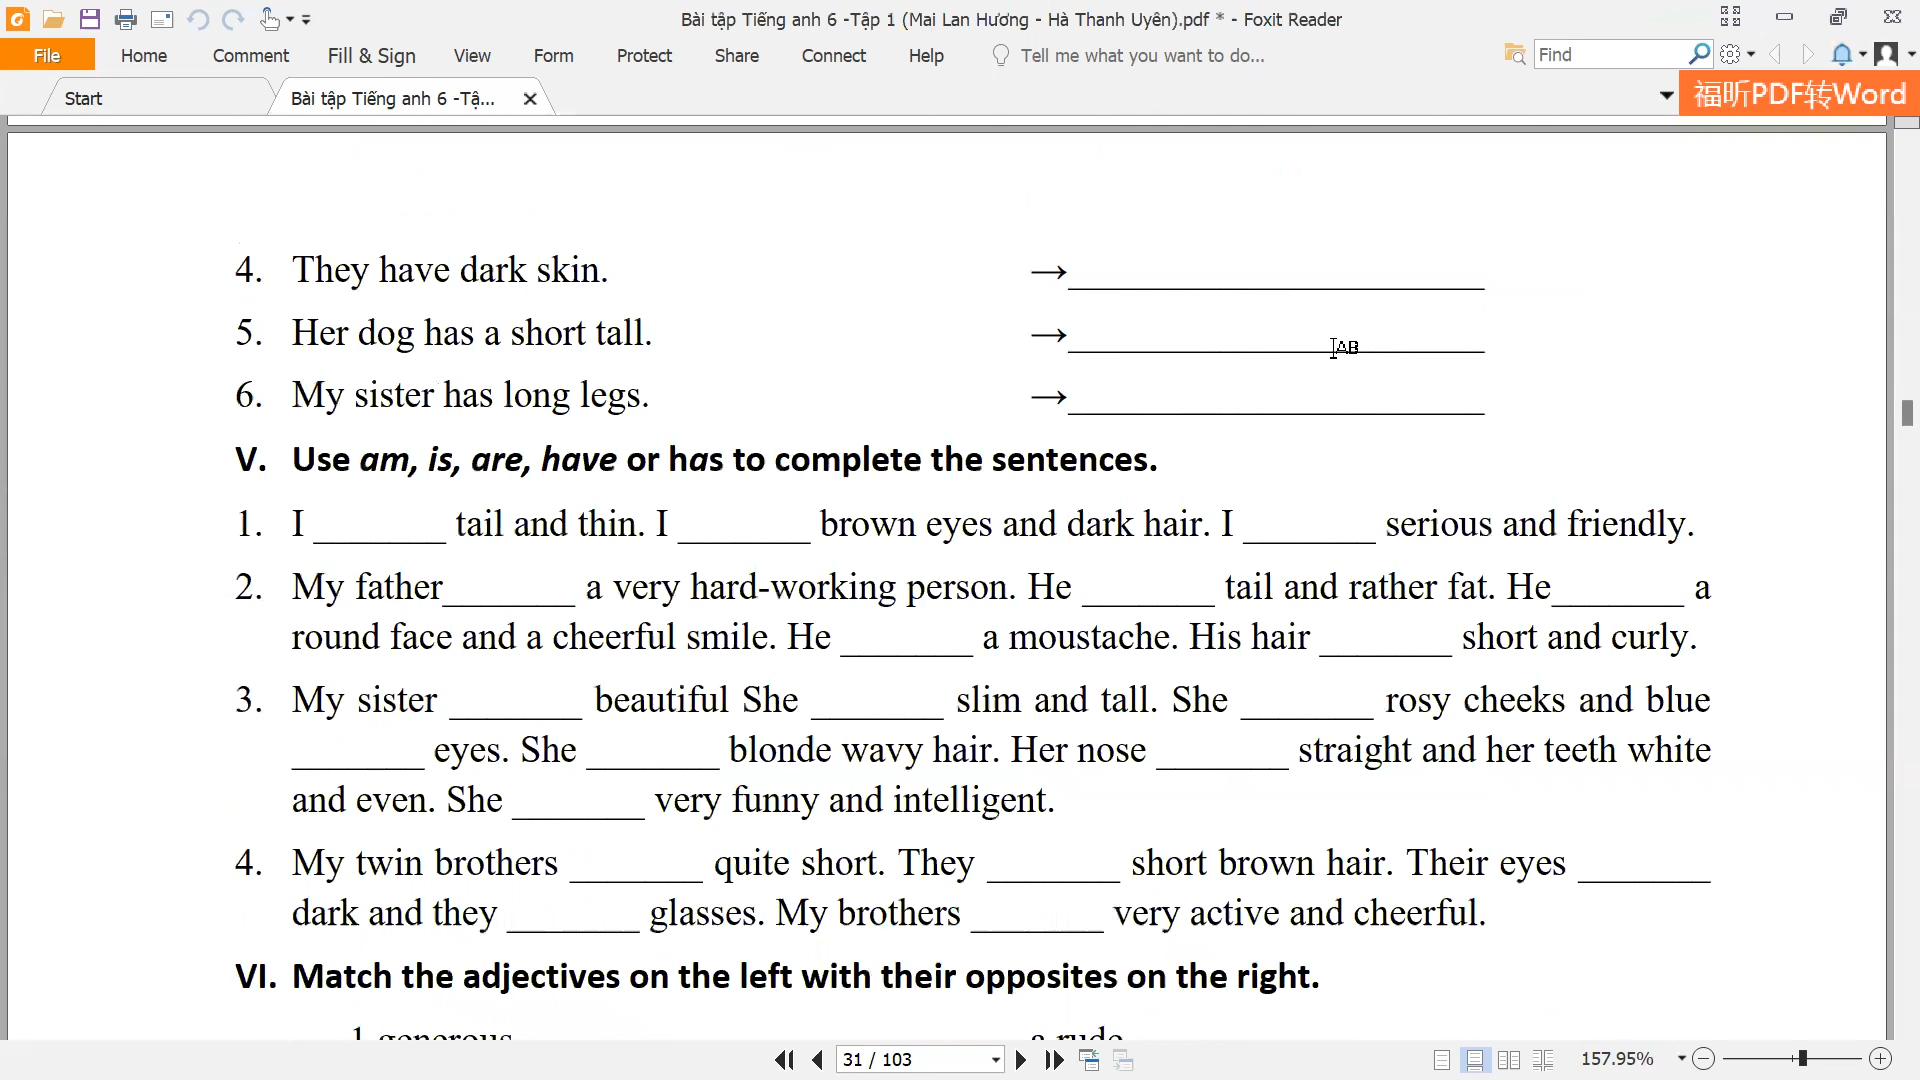 Bài tập Tiếng anh 6 -Tập 1 (Mai Lan Hương - Hà Thanh Uyên).pdf * - Foxit Reader
File Home Comment Fill & Sign View Form Protect Share Connect Help Tell me what you want to do... Find
Start Bài tập Tiếng anh 6 -Tậ... 福昕PDF转Word
4. They have dark skin. →____________________
5. Her dog has a short tall. →____________________
6. My sister has long legs. →____________________
V. Use am, is, are, have or has to complete the sentences.
1. I _______ tail and thin. I _______ brown eyes and dark hair. I _______ serious and friendly.
2. My father_______ a very hard-working person. He _______ tail and rather fat. He_______ a
round face and a cheerful smile. He _______ a moustache. His hair _______ short and curly.
3. My sister _______ beautiful She _______ slim and tall. She _______ rosy cheeks and blue
_______ eyes. She _______ blonde wavy hair. Her nose _______ straight and her teeth white
and even. She _______ very funny and intelligent.
4. My twin brothers _______ quite short. They _______ short brown hair. Their eyes _______
dark and they _______ glasses. My brothers _______ very active and cheerful.
VI. Match the adjectives on the left with their opposites on the right.
1 generous a rude
31 / 103 157.95%